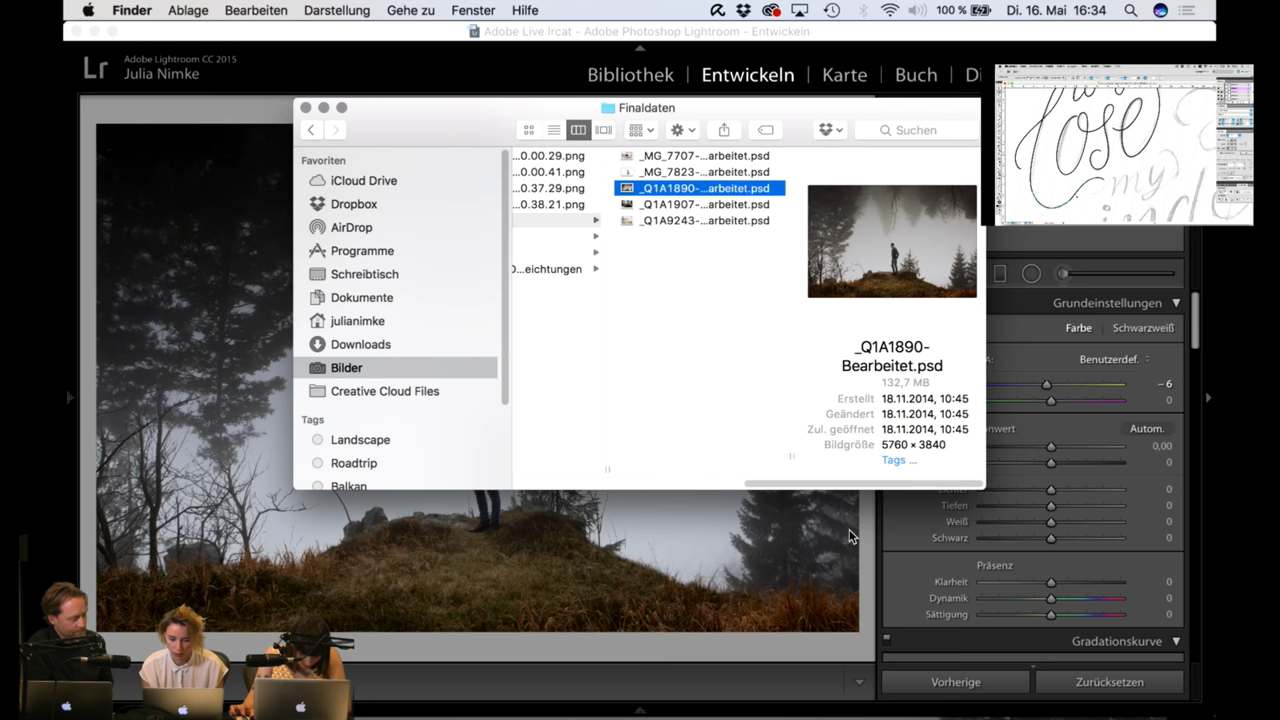 Finder Ablage Bearbeiten Darstellung Gehe zu Fenster Hilfe 100 % Di. 16. Mai 16:34
Adobe Live.lrcat - Adobe Photoshop Lightroom - Entwickeln
Lr Adobe Lightroom CC 2015
Julia Nimke
Bibliothek | Entwickeln | Karte | Buch | Di
Finaldaten
Suchen
Favoriten
iCloud Drive
Dropbox
AirDrop
Programme
Schreibtisch
Dokumente
julianimke
Downloads
Bilder
Creative Cloud Files
Tags
Landscape
Roadtrip
Balkan
...0.00.29.png
...0.00.41.png
...0.37.29.png
...0.38.21.png
0...eichtungen
_MG_7707-...arbeitet.psd
_MG_7823-...arbeitet.psd
_Q1A1890-...arbeitet.psd
_Q1A1907-...arbeitet.psd
_Q1A9243-...arbeitet.psd
_Q1A1890-
Bearbeitet.psd
132,7 MB
Erstellt 18.11.2014, 10:45
Geändert 18.11.2014, 10:45
Zul. geöffnet 18.11.2014, 10:45
Bildgröße 5760 × 3840
Tags ...
lose
my
Grundeinstellungen
Farbe | Schwarzweiß
A: Benutzerdef.
– 6
0
onwert Autom.
0,00
0
Lichter 0
Tiefen 0
Weiß 0
Schwarz 0
Präsenz
Klarheit 0
Dynamik 0
Sättigung 0
Gradationskurve
Vorherige Zurücksetzen